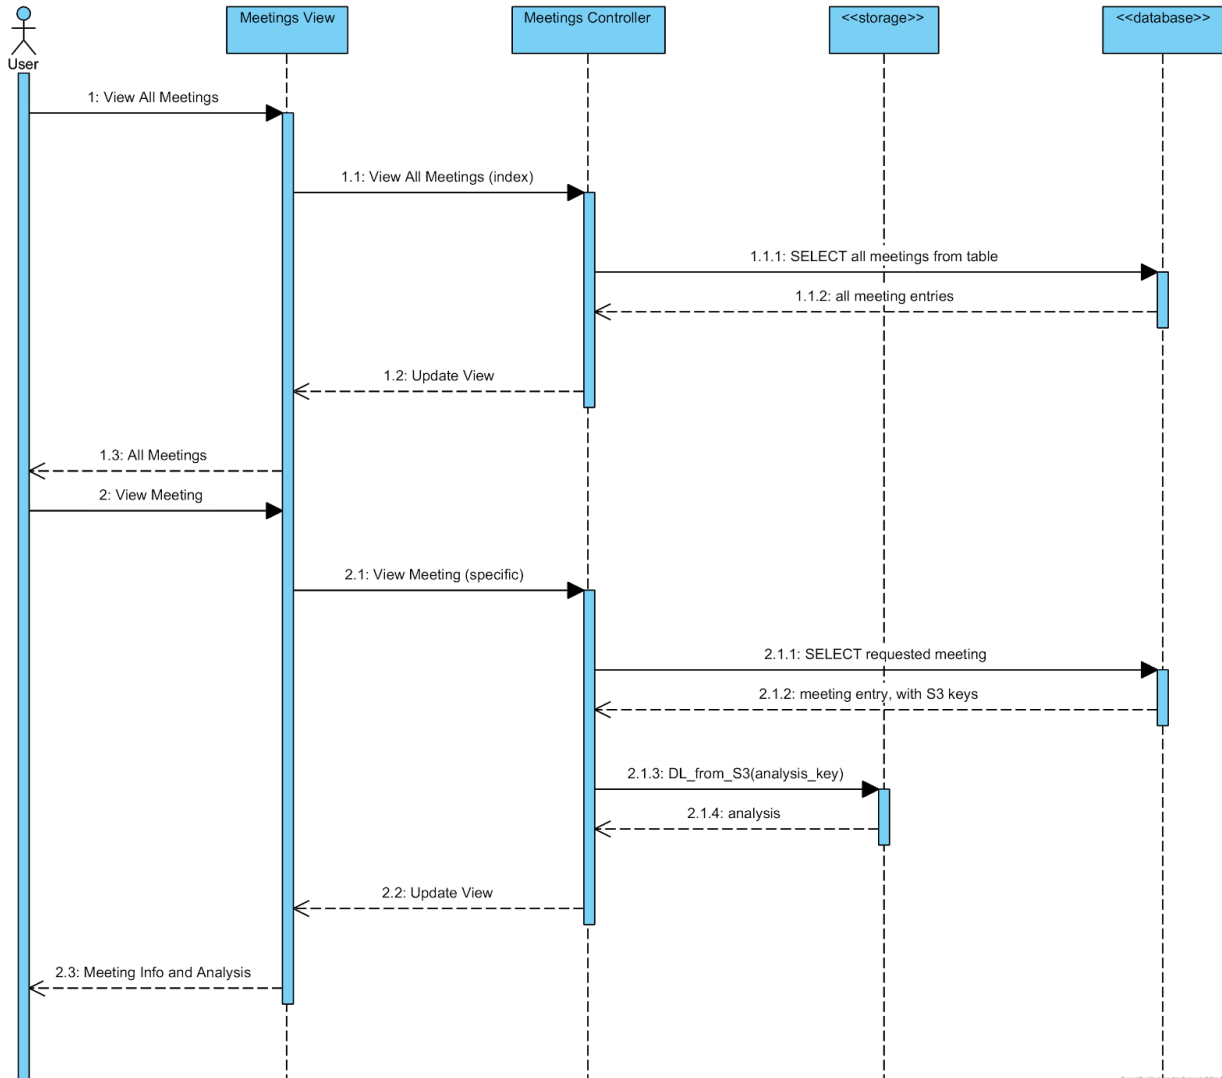 Meetings View
Meetings Controller
<<storage>>
<<database>>
User
1: View All Meetings
1.1: View All Meetings (index)
1.1.1: SELECT all meetings from table
1.1.2: all meeting entries
1.2: Update View
1.3: All Meetings
2: View Meeting
2.1: View Meeting (specific)
2.1.1: SELECT requested meeting
2.1.2: meeting entry, with S3 keys
2.1.3: DL_from_S3(analysis_key)
2.1.4: analysis
2.2: Update View
2.3: Meeting Info and Analysis